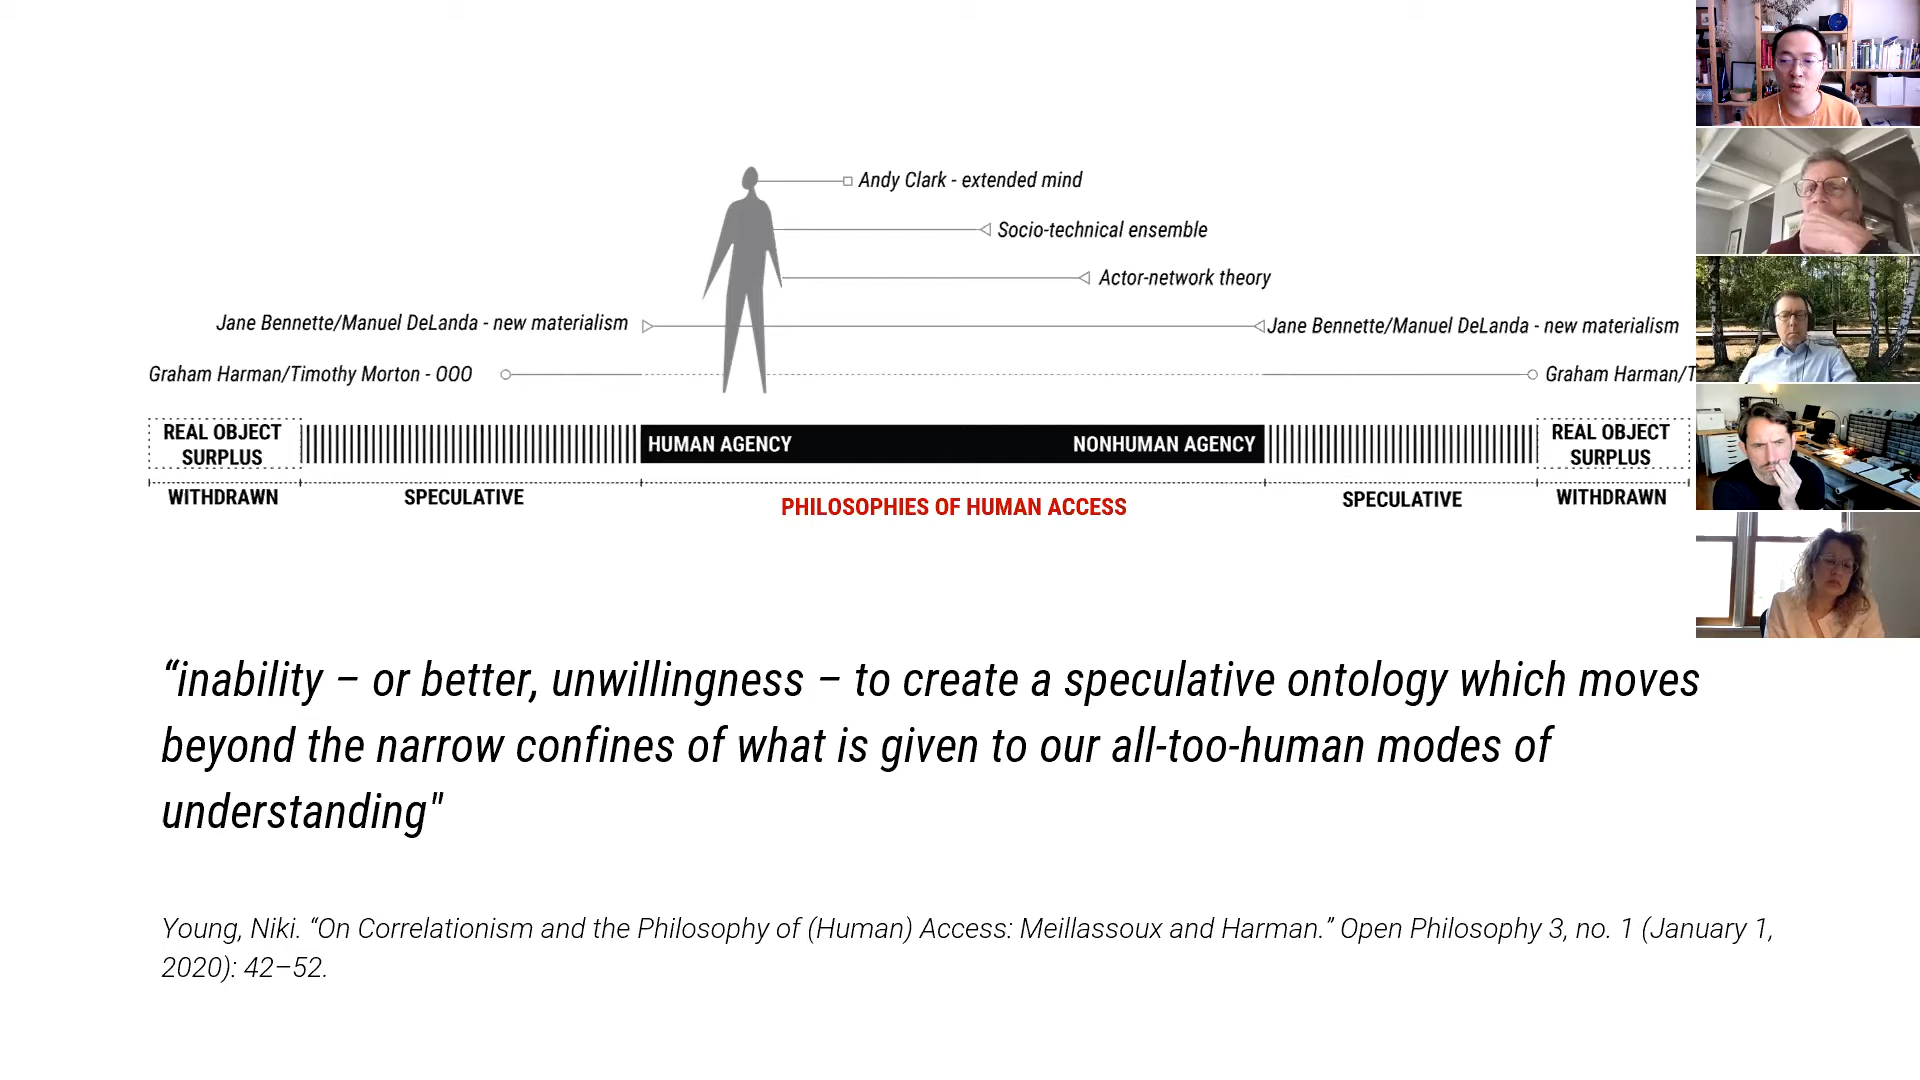 Andy Clark - extended mind
Socio-technical ensemble
Actor-network theory
Jane Bennette/Manuel DeLanda - new materialism
Jane Bennette/Manuel DeLanda - new materialism
Graham Harman/Timothy Morton - OOO
Graham Harman/T
REAL OBJECT
SURPLUS
HUMAN AGENCY
NONHUMAN AGENCY
REAL OBJECT
SURPLUS
WITHDRAWN
SPECULATIVE
PHILOSOPHIES OF HUMAN ACCESS
SPECULATIVE
WITHDRAWN
“inability – or better, unwillingness – to create a speculative ontology which moves
beyond the narrow confines of what is given to our all-too-human modes of
understanding"
Young, Niki. “On Correlationism and the Philosophy of (Human) Access: Meillassoux and Harman.” Open Philosophy 3, no. 1 (January 1,
2020): 42–52.